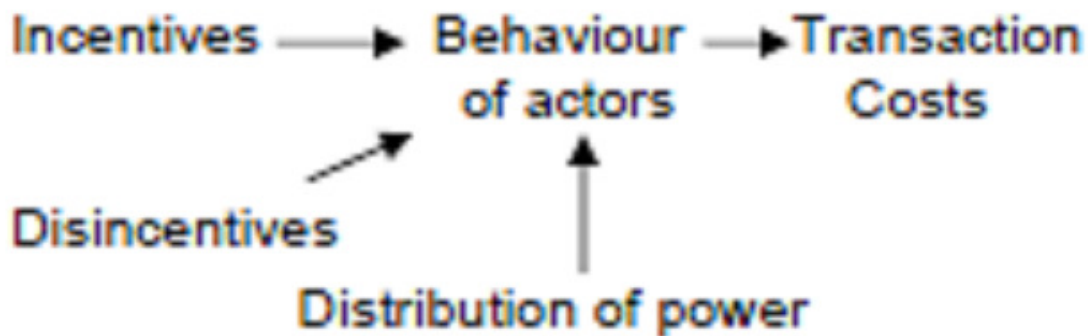 Incentives
Behaviour
of actors
Transaction
Costs
Disincentives
Distribution of power